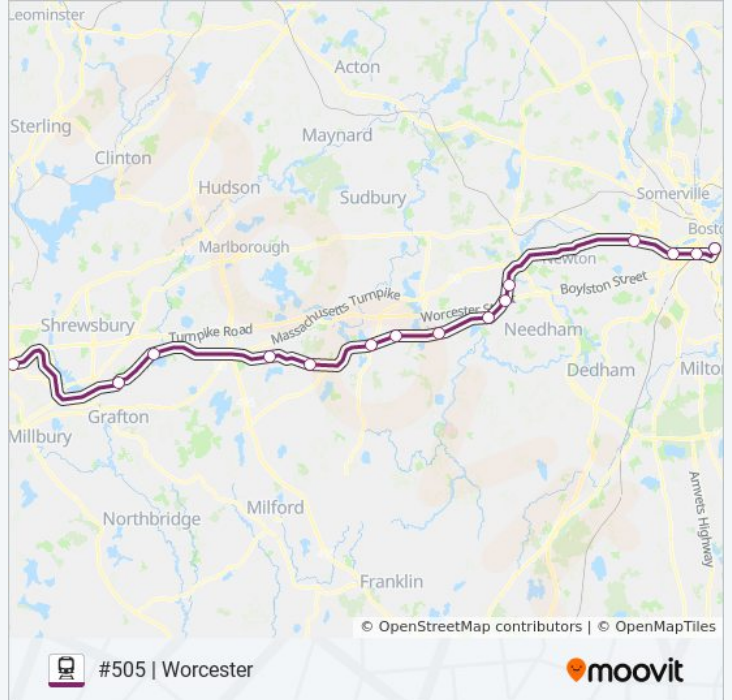 Leominster
Acton
Sterling
Maynard
Clinton
Hudson
Sudbury
Somerville
Marlborough
Bosto
Newton
Boylston Street
Massachusetts Turnpike
Worcester St
Shrewsbury
Turnpike Road
Needham
Dedham
Milto
Grafton
Millbury
Amvets Highway
Milford
Northbridge
Franklin
© OpenStreetMap contributors | © OpenMapTiles
#505 | Worcester
moovit